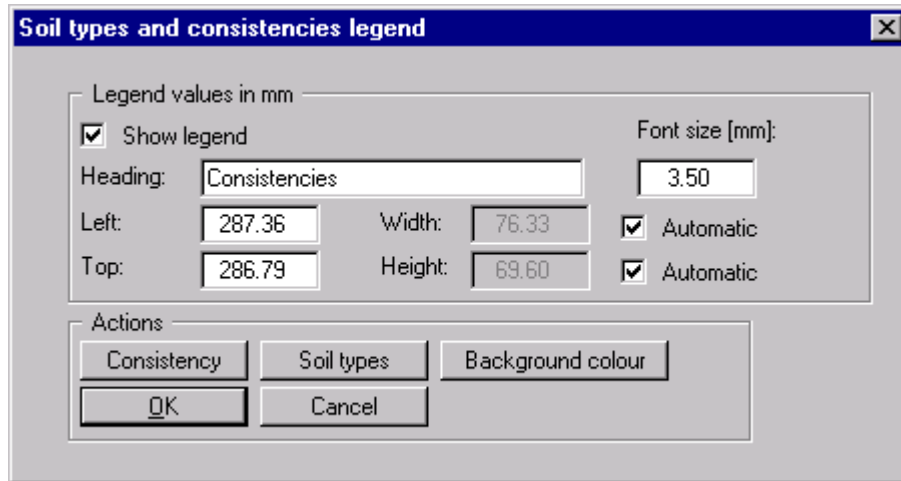 Soil types and consistencies legend
Legend values in mm
Show legend Font size [mm]:
Heading: Consistencies 3.50
Left: 287.36 Width: 76.33 Automatic
Top: 286.79 Height: 69.60 Automatic
Actions
Consistency Soil types Background colour
OK Cancel